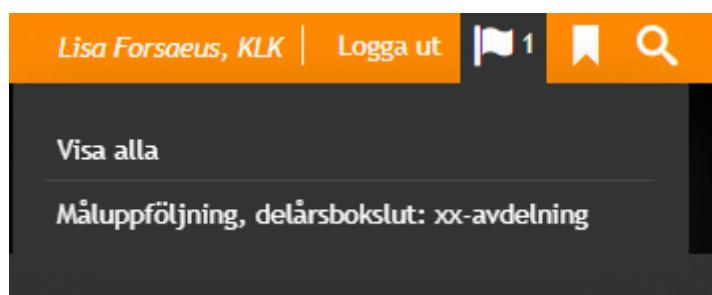 Lisa Forsaeus, KLK Logga ut 1
Visa alla
Måluppföljning, delårsbokslut: xx-avdelning